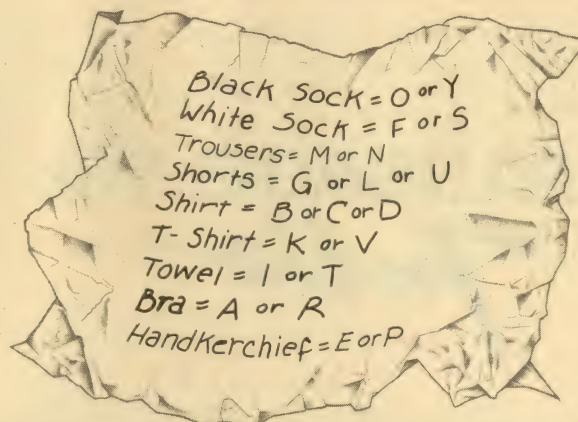 Black Sock = O or Y
White Sock = F or S
Trousers = M or N
Shorts = G or L or U
Shirt = B or C or D
T-Shirt = K or V
Towel = I or T
Bra = A or R
Handkerchief = E or P